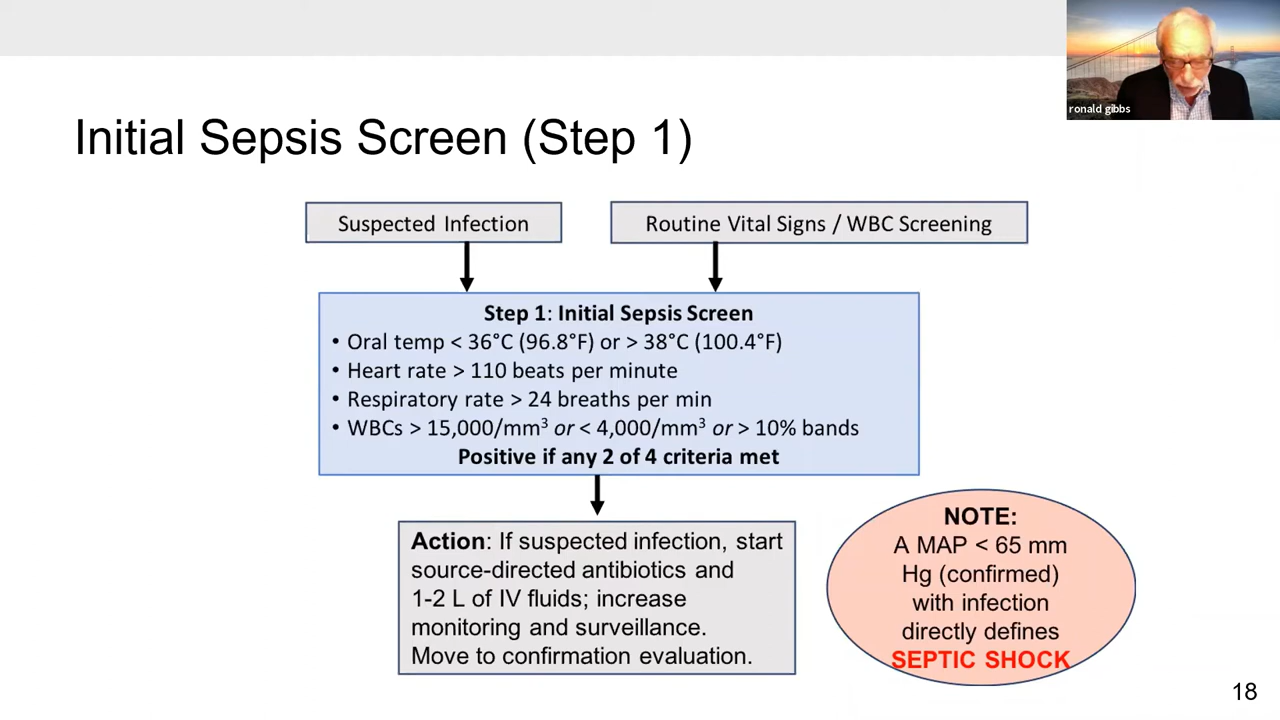 ronald gibbs
Initial Sepsis Screen (Step 1)
Suspected Infection
Routine Vital Signs / WBC Screening
Step 1: Initial Sepsis Screen
• Oral temp < 36°C (96.8°F) or > 38°C (100.4°F)
• Heart rate > 110 beats per minute
• Respiratory rate > 24 breaths per min
• WBCs > 15,000/mm³ or < 4,000/mm³ or > 10% bands
Positive if any 2 of 4 criteria met
Action: If suspected infection, start
source-directed antibiotics and
1-2 L of IV fluids; increase
monitoring and surveillance.
Move to confirmation evaluation.
NOTE:
A MAP < 65 mm
Hg (confirmed)
with infection
directly defines
SEPTIC SHOCK
18